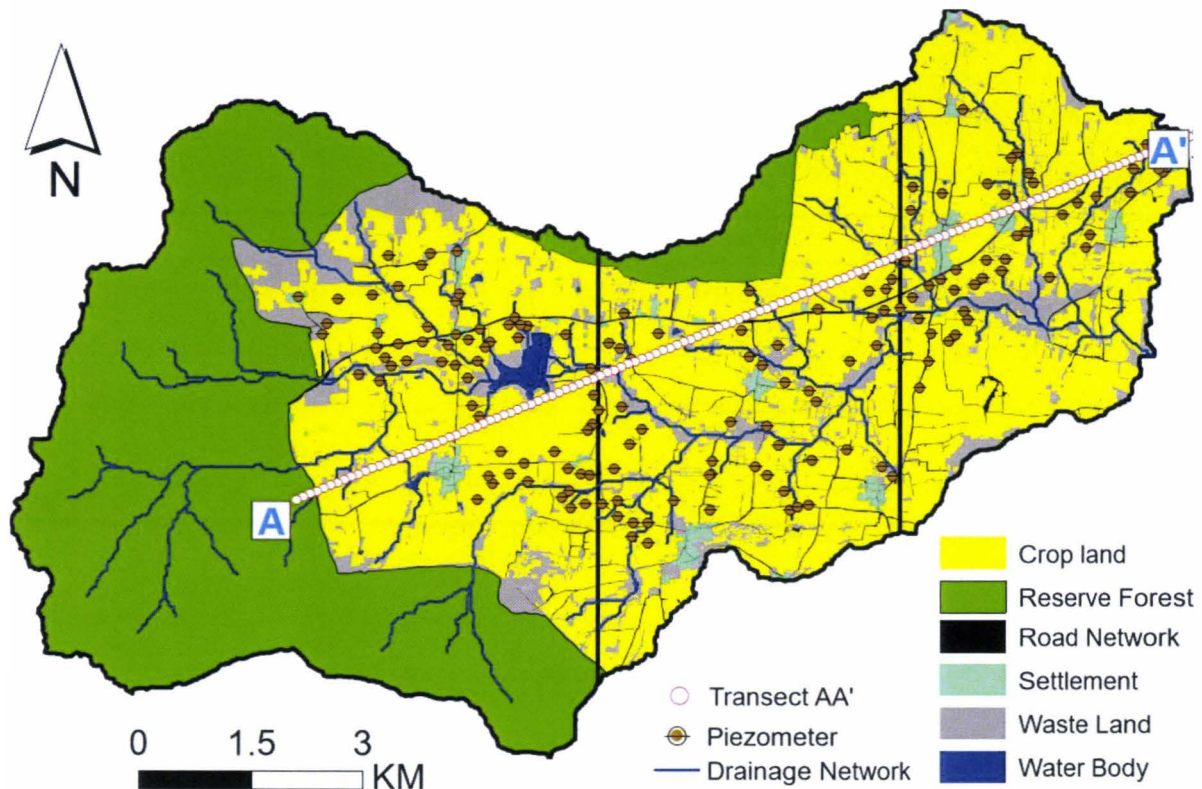 N
A'
A
0 1.5 3
KM
Transect AA'
Piezometer
Drainage Network
Crop land
Reserve Forest
Road Network
Settlement
Waste Land
Water Body